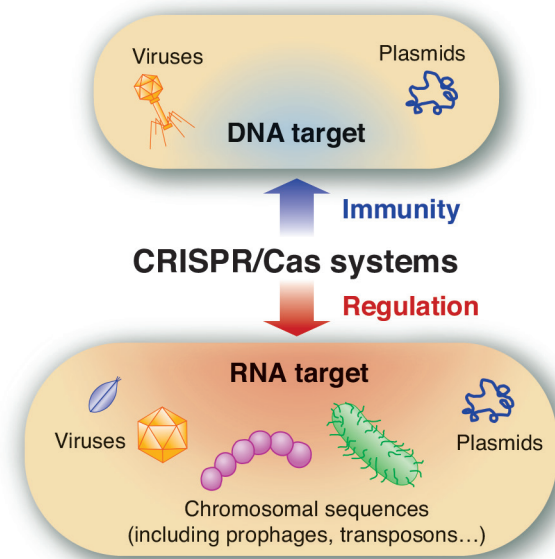 Viruses
Plasmids
DNA target
Immunity
CRISPR/Cas systems
Regulation
RNA target
Viruses
Plasmids
Chromosomal sequences
(including prophages, transposons…)